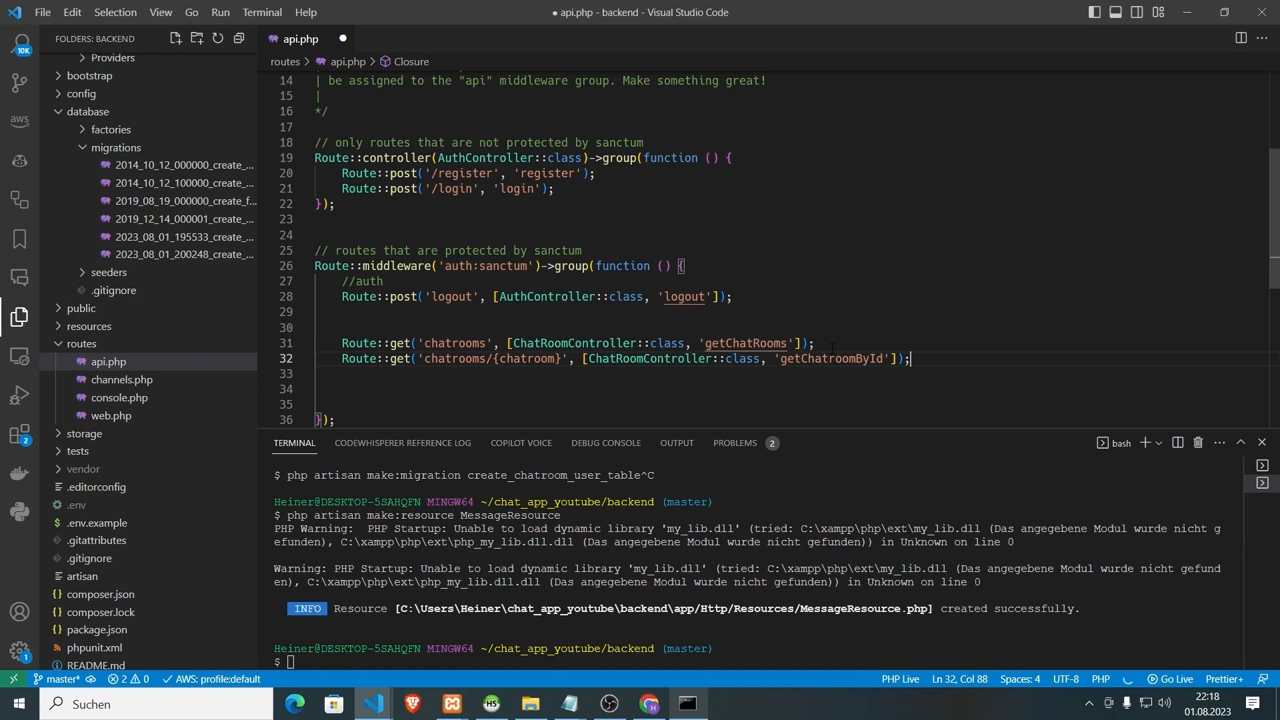 File Edit Selection View Go Run Terminal Help
● api.php - backend - Visual Studio Code
FOLDERS: BACKEND
Providers
bootstrap
config
database
factories
migrations
2014_10_12_000000_create_...
2014_10_12_100000_create_...
2019_08_19_000000_create_f...
2019_12_14_000001_create_...
2023_08_01_195533_create_...
2023_08_01_200248_create_...
seeders
.gitignore
public
resources
routes
api.php
channels.php
console.php
web.php
storage
tests
vendor
.editorconfig
.env
.env.example
.gitattributes
.gitignore
artisan
composer.json
composer.lock
package.json
phpunit.xml
README.md
10K
aws
2
1
api.php
routes > api.php > Closure
14 | be assigned to the "api" middleware group. Make something great!
15 |
16 */
17
18 // only routes that are not protected by sanctum
19 Route::controller(AuthController::class)->group(function () {
20 Route::post('/register', 'register');
21 Route::post('/login', 'login');
22 });
23
24
25 // routes that are protected by sanctum
26 Route::middleware('auth:sanctum')->group(function () {
27 //auth
28 Route::post('logout', [AuthController::class, 'logout']);
29
30
31 Route::get('chatrooms', [ChatRoomController::class, 'getChatRooms']);
32 Route::get('chatrooms/{chatroom}', [ChatRoomController::class, 'getChatroomById']);
33
34
35
36 });
TERMINAL CODEWHISPERER REFERENCE LOG COPILOT VOICE DEBUG CONSOLE OUTPUT PROBLEMS 2
bash
$ php artisan make:migration create_chatroom_user_table^C
Heiner@DESKTOP-5SAHQFN MINGW64 ~/chat_app_youtube/backend (master)
$ php artisan make:resource MessageResource
PHP Warning:  PHP Startup: Unable to load dynamic library 'my_lib.dll' (tried: C:\xampp\php\ext\my_lib.dll (Das angegebene Modul wurde nicht g
efunden), C:\xampp\php\ext\php_my_lib.dll.dll (Das angegebene Modul wurde nicht gefunden)) in Unknown on line 0
Warning: PHP Startup: Unable to load dynamic library 'my_lib.dll' (tried: C:\xampp\php\ext\my_lib.dll (Das angegebene Modul wurde nicht gefund
en), C:\xampp\php\ext\php_my_lib.dll.dll (Das angegebene Modul wurde nicht gefunden)) in Unknown on line 0
INFO Resource [C:\Users\Heiner\chat_app_youtube\backend\app/Http/Resources/MessageResource.php] created successfully.
Heiner@DESKTOP-5SAHQFN MINGW64 ~/chat_app_youtube/backend (master)
$
master* 2 0 AWS: profile:default
PHP Live Ln 32, Col 88 Spaces: 4 UTF-8 PHP Go Live Prettier+
Suchen
HS
22:18
01.08.2023